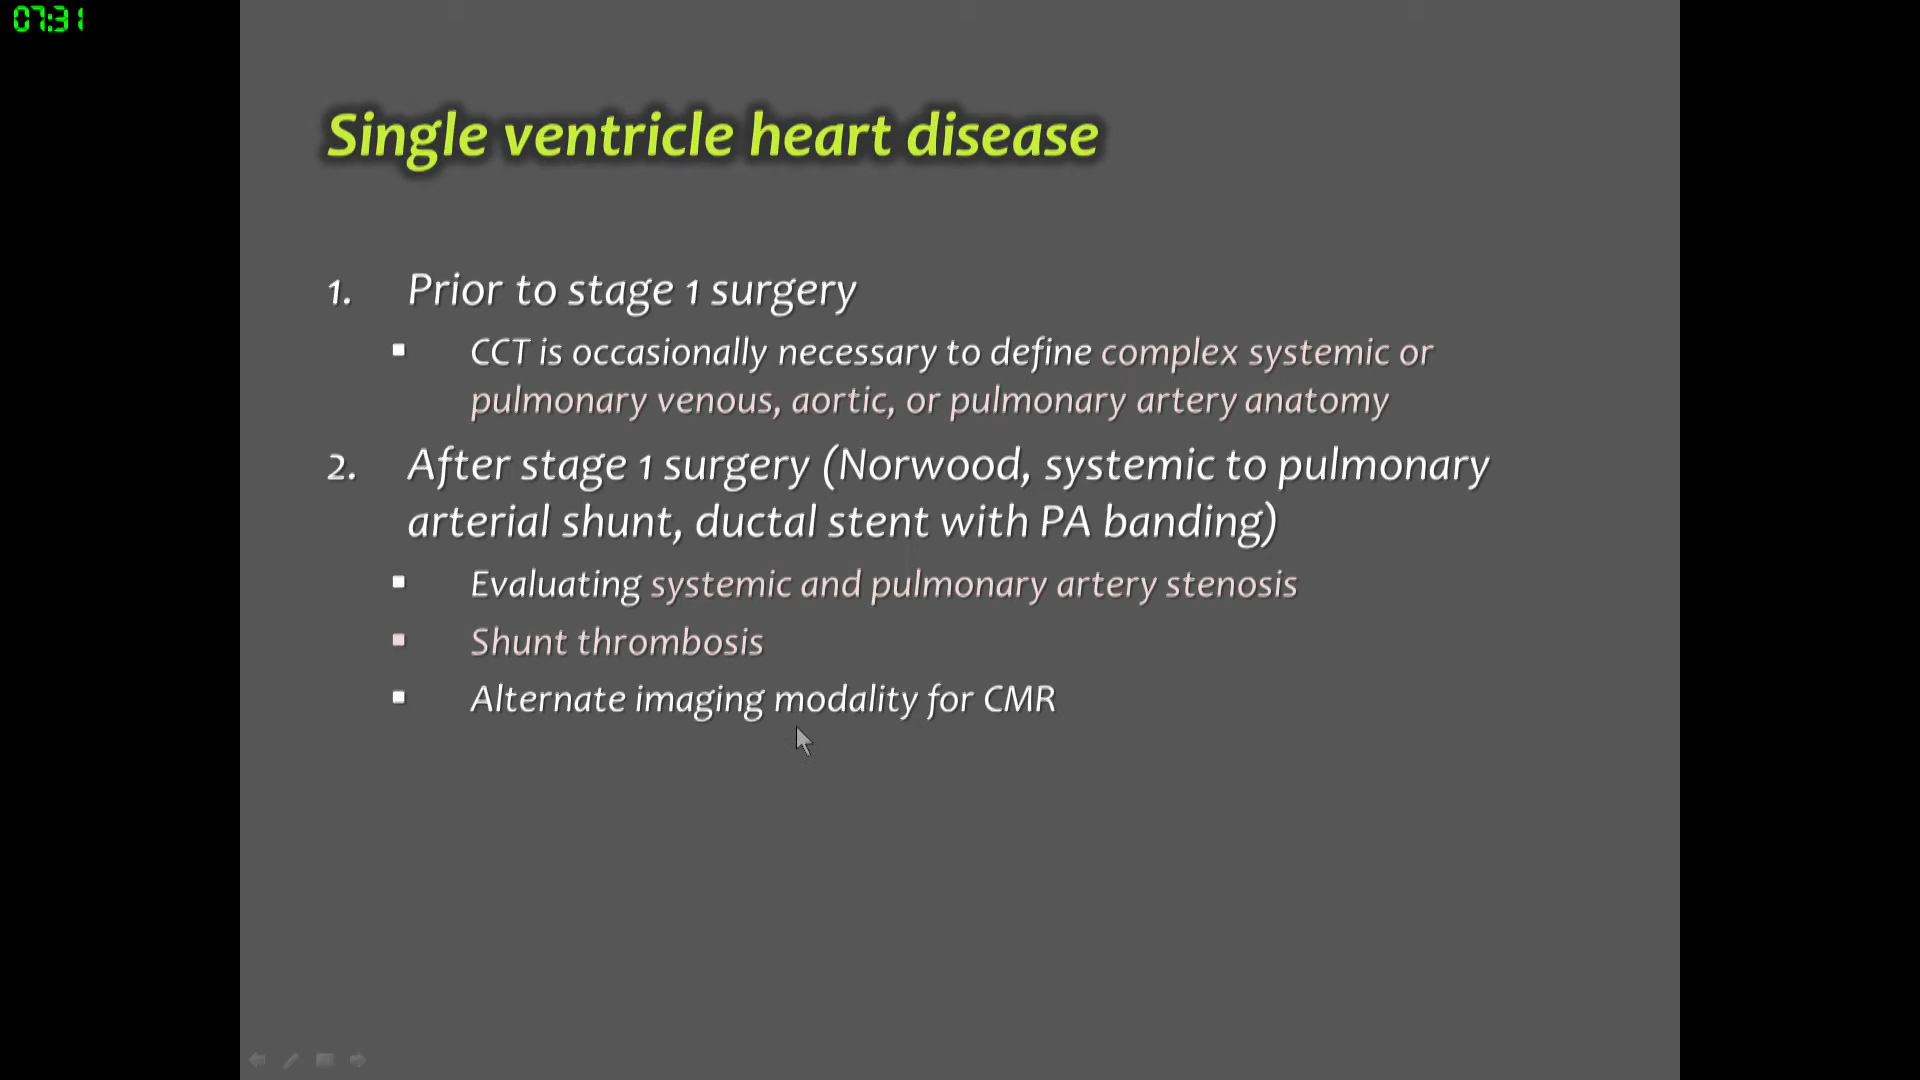 07:31
Single ventricle heart disease
1. Prior to stage 1 surgery
▪ CCT is occasionally necessary to define complex systemic or
pulmonary venous, aortic, or pulmonary artery anatomy
2. After stage 1 surgery (Norwood, systemic to pulmonary
arterial shunt, ductal stent with PA banding)
▪ Evaluating systemic and pulmonary artery stenosis
▪ Shunt thrombosis
▪ Alternate imaging modality for CMR